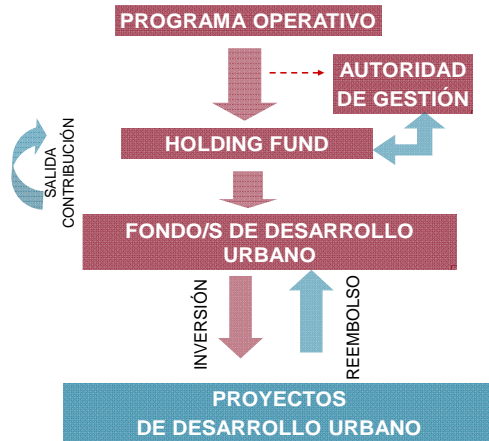 PROGRAMA OPERATIVO
AUTORIDAD
DE GESTIÓN
HOLDING FUND
SALIDA
CONTRIBUCIÓN
FONDO/S DE DESARROLLO
URBANO
INVERSIÓN
REEMBOLSO
PROYECTOS
DE DESARROLLO URBANO